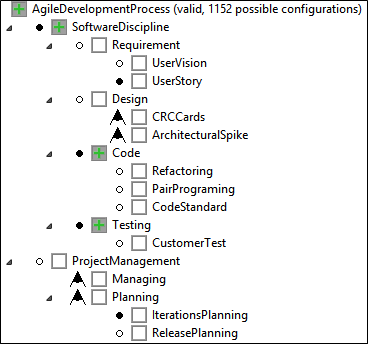 AgileDevelopmentProcess (valid, 1152 possible configurations)
SoftwareDiscipline
Requirement
UserVision
UserStory
Design
CRCCards
ArchitecturalSpike
Code
Refactoring
PairPrograming
CodeStandard
Testing
CustomerTest
ProjectManagement
Managing
Planning
IterationsPlanning
ReleasePlanning